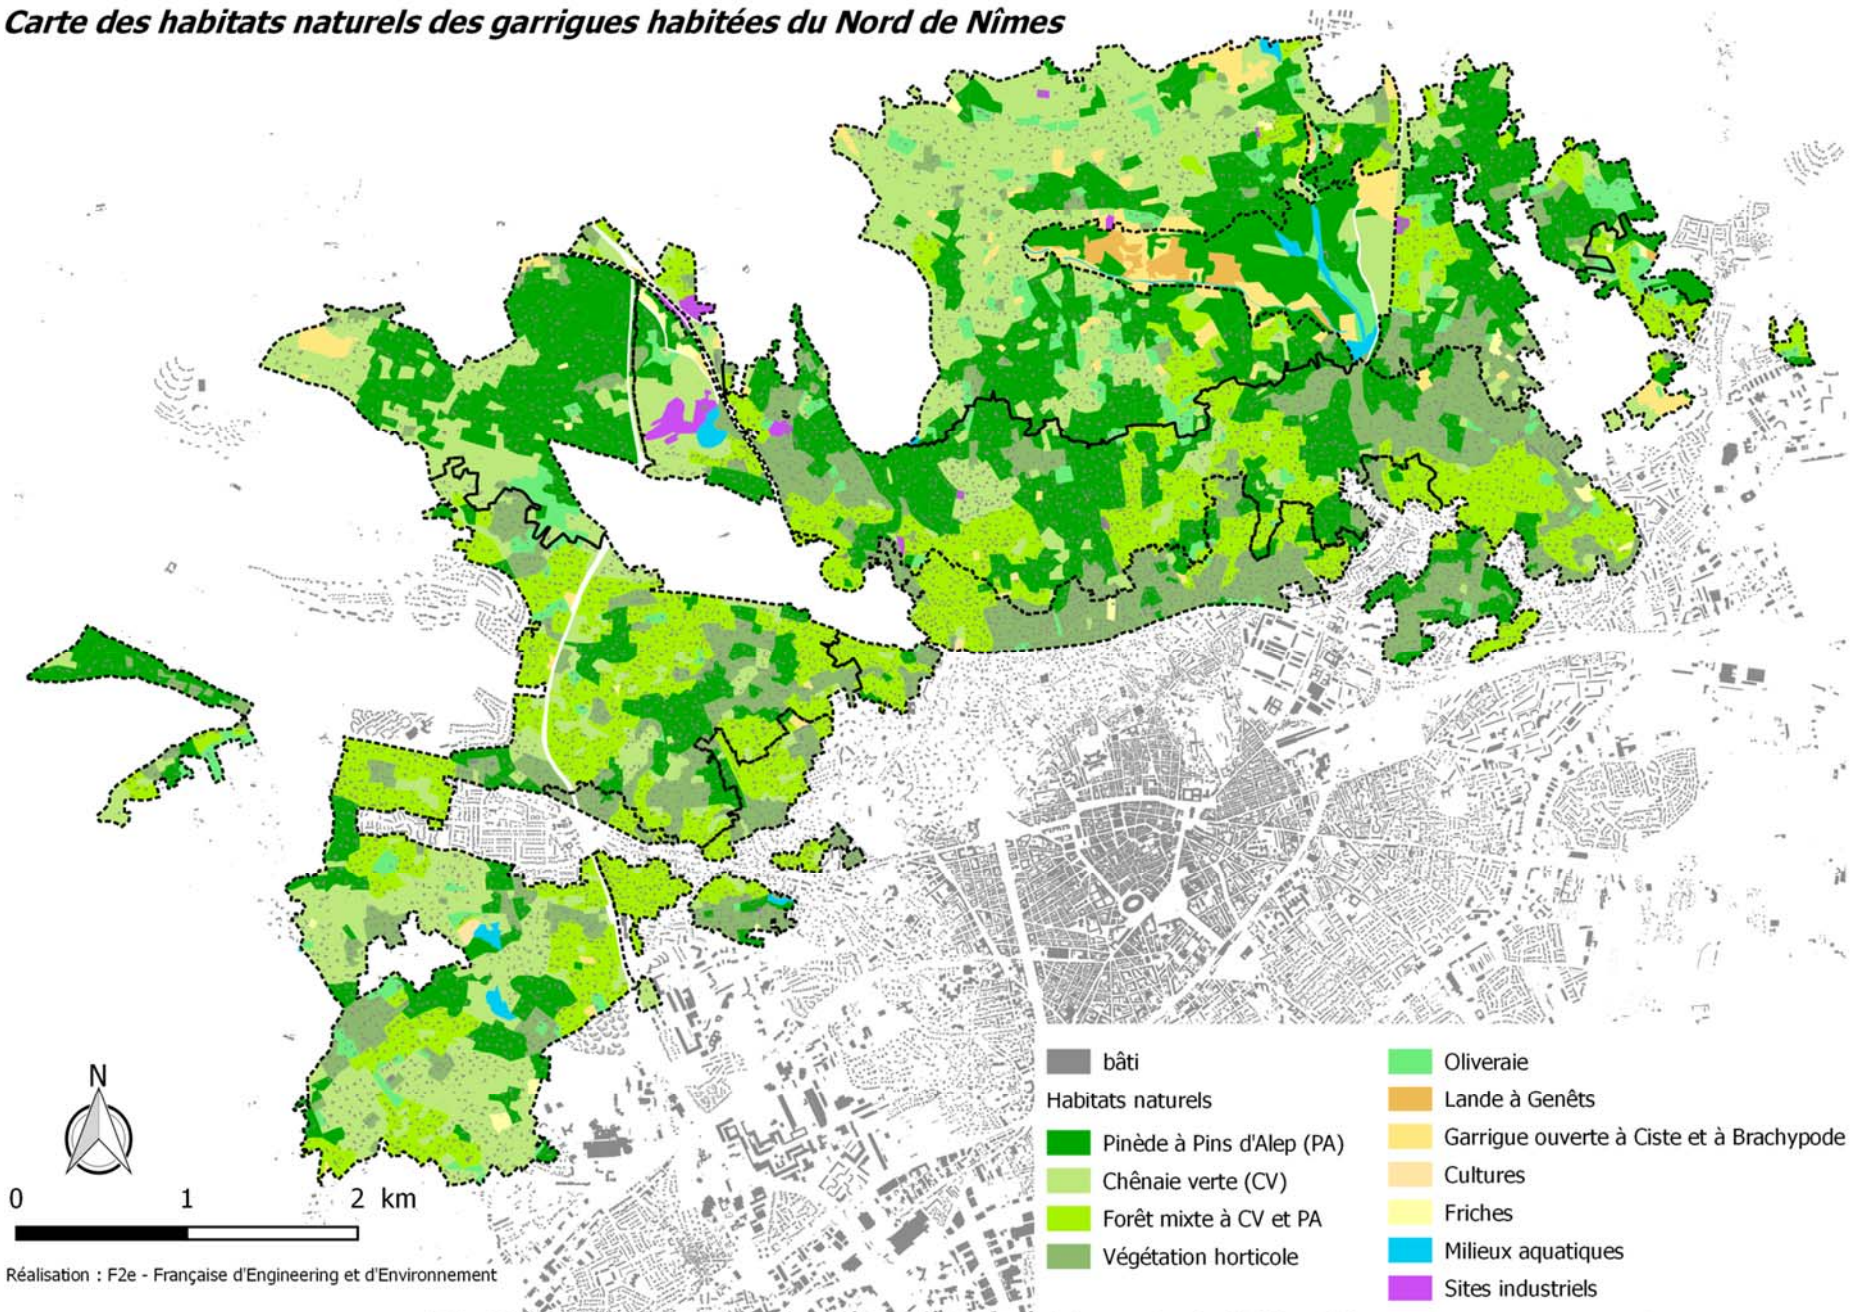 Carte des habitats naturels des garrigues habitées du Nord de Nîmes
N
0 1 2 km
Réalisation : F2e - Française d'Engineering et d'Environnement
bâti
Habitats naturels
Pinède à Pins d'Alep (PA)
Chênaie verte (CV)
Forêt mixte à CV et PA
Végétation horticole
Oliveraie
Lande à Genêts
Garrigue ouverte à Ciste et à Brachypode
Cultures
Friches
Milieux aquatiques
Sites industriels